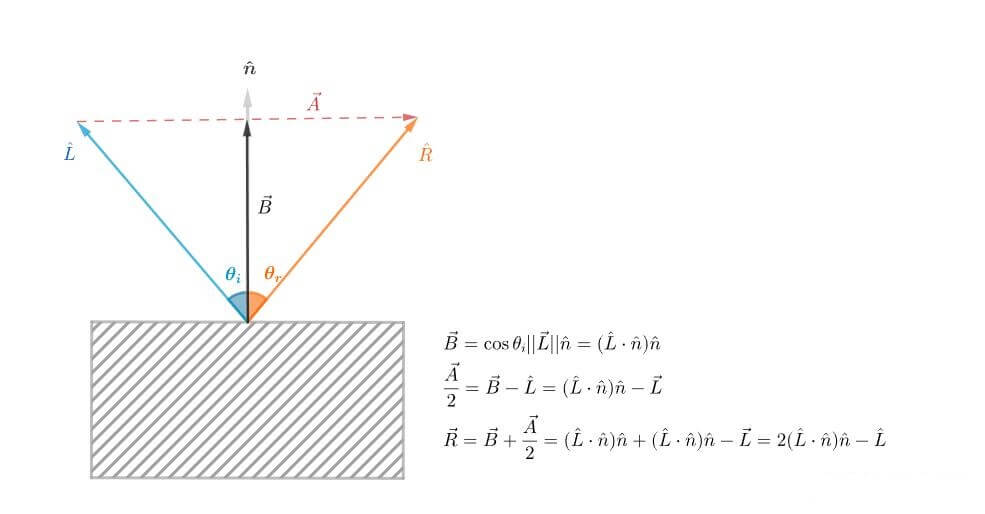 n̂
A⃗
L̂
R̂
B⃗
θᵢ θᵣ
B⃗ = cos θᵢ||L⃗||n̂ = (L̂ · n̂)n̂
A⃗/2 = B⃗ − L̂ = (L̂ · n̂)n̂ − L⃗
R⃗ = B⃗ + A⃗/2 = (L̂ · n̂)n̂ + (L̂ · n̂)n̂ − L⃗ = 2(L̂ · n̂)n̂ − L̂